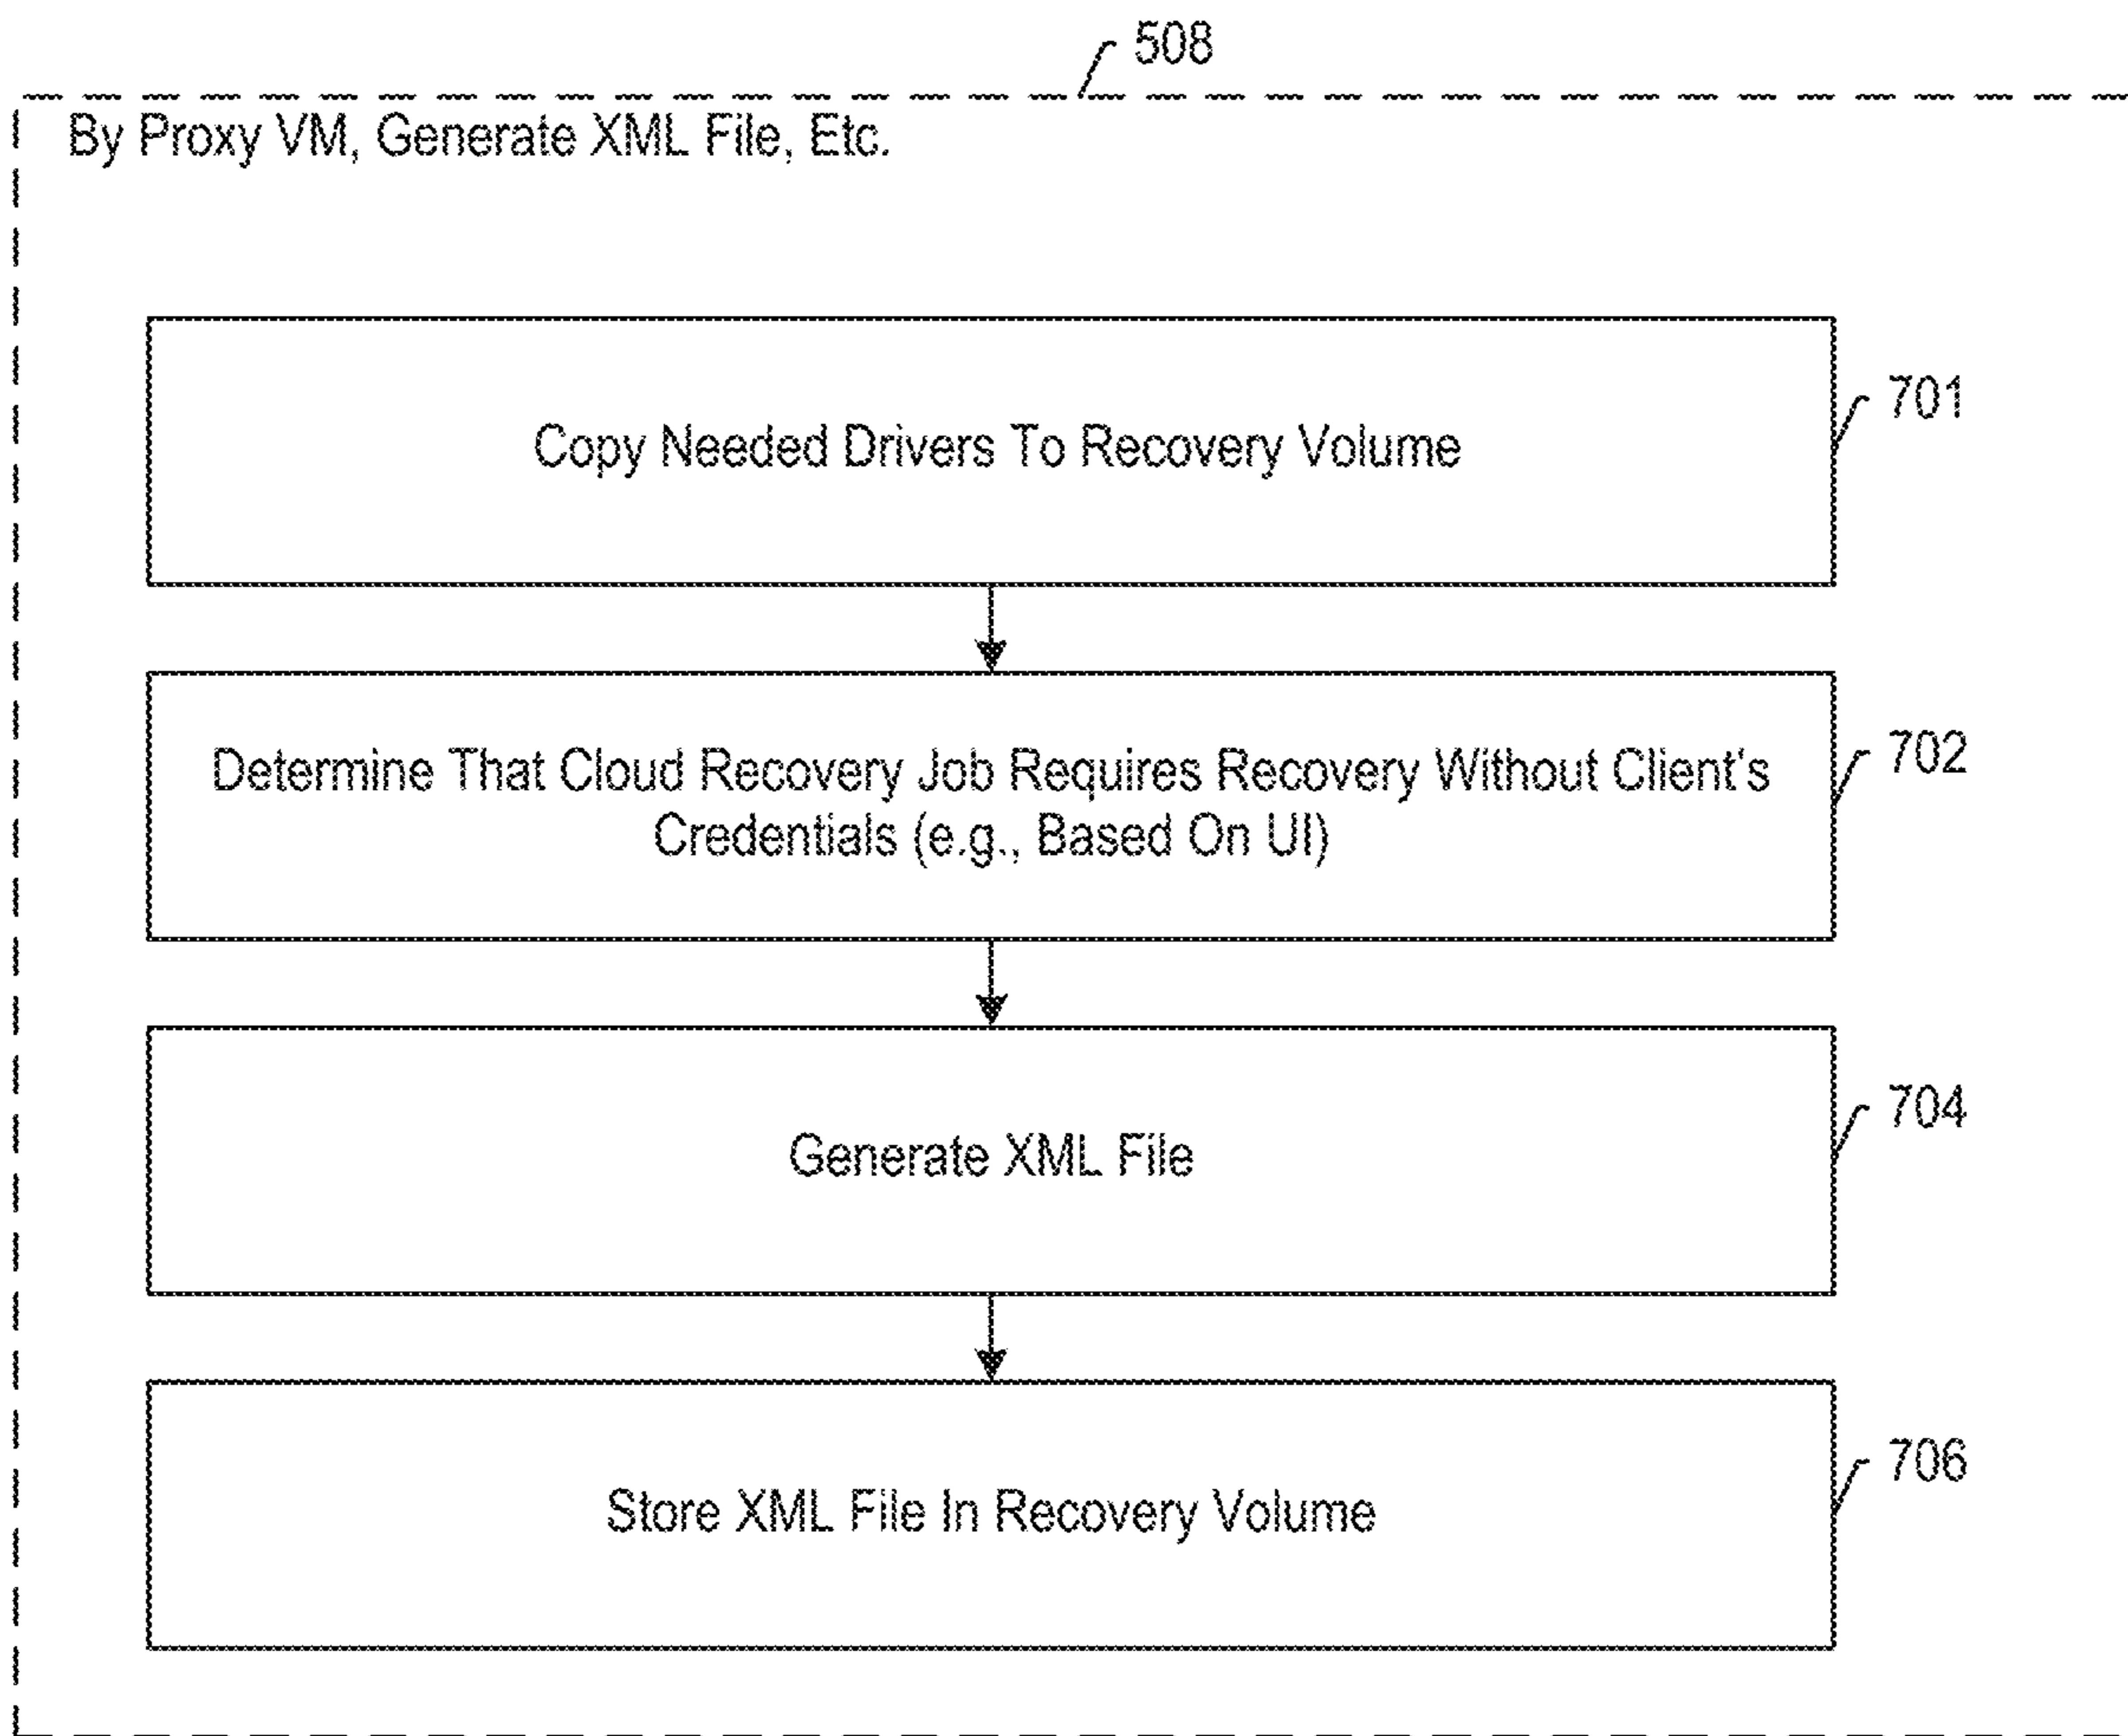 508
By Proxy VM, Generate XML File, Etc.
Copy Needed Drivers To Recovery Volume
701
Determine That Cloud Recovery Job Requires Recovery Without Client's
Credentials (e.g., Based On UI)
702
Generate XML File
704
Store XML File In Recovery Volume
706